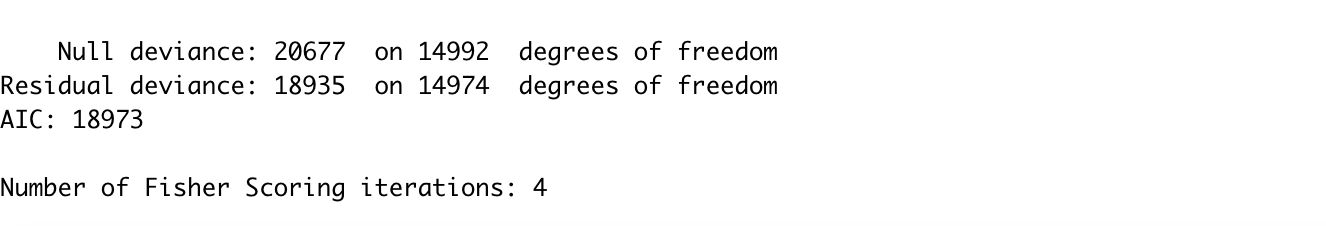 Null deviance: 20677  on 14992  degrees of freedom
Residual deviance: 18935  on 14974  degrees of freedom
AIC: 18973
Number of Fisher Scoring iterations: 4